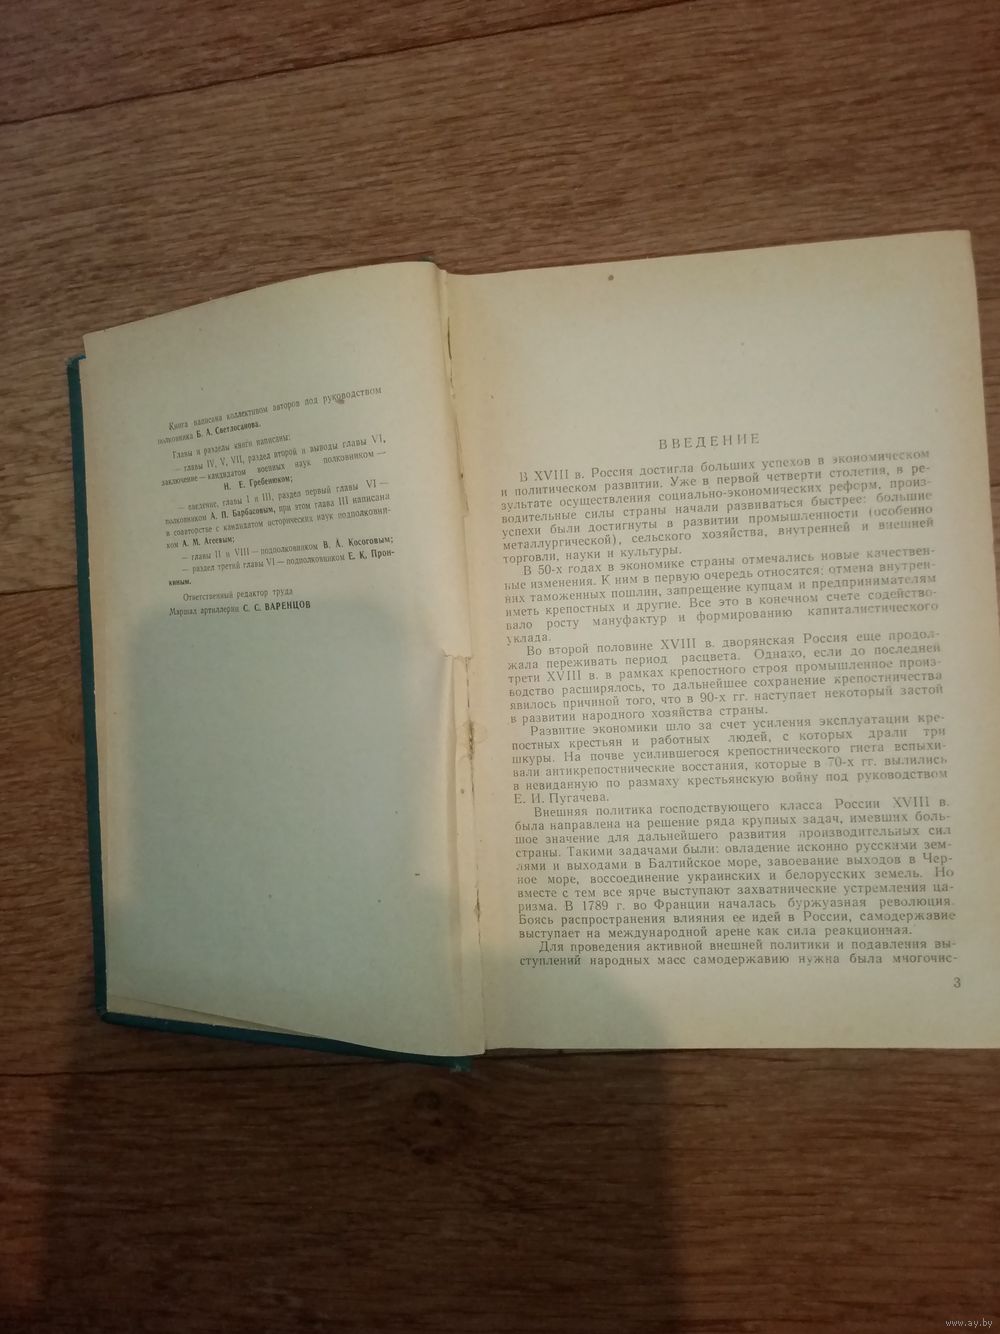 Книга написана коллективом авторов под руководством
полковника Б. А. Светлосанова.
Главы и разделы книги написаны:
— главы IV, V, VII, раздел второй и выводы главы VI,
заключение — кандидатом военных наук полковником
Н. Е. Гребенюком;
— введение, главы I и III, раздел первый главы VI —
полковником А. П. Барбасовым, при этом глава III написана
в соавторстве с кандидатом исторических наук подполковни-
ком А. М. Агеевым;
— главы II и VIII — подполковником В. А. Косоговым;
— раздел третий главы VI — подполковником Е. К. Прон-
киным.
Ответственный редактор труда
Маршал артиллерии С. С. ВАРЕНЦОВ
ВВЕДЕНИЕ
В XVIII в. Россия достигла больших успехов в экономическом
и политическом развитии. Уже в первой четверти столетия, в ре-
зультате осуществления социально-экономических реформ, произ-
водительные силы страны начали развиваться быстрее: большие
успехи были достигнуты в развитии промышленности (особенно
металлургической), сельского хозяйства, внутренней и внешней
торговли, науки и культуры.
В 50-х годах в экономике страны отмечались новые качествен-
ные изменения. К ним в первую очередь относятся: отмена внутрен-
них таможенных пошлин, запрещение купцам и предпринимателям
иметь крепостных и другие. Все это в конечном счете содейство-
вало росту мануфактур и формированию капиталистического
уклада.
Во второй половине XVIII в. дворянская Россия еще продол-
жала переживать период расцвета. Однако, если до последней
трети XVIII в. в рамках крепостного строя промышленное произ-
водство расширялось, то дальнейшее сохранение крепостничества
явилось причиной того, что в 90-х гг. наступает некоторый застой
в развитии народного хозяйства страны.
Развитие экономики шло за счет усиления эксплуатации кре-
постных крестьян и работных людей, с которых драли три
шкуры. На почве усилившегося крепостнического гнета вспыхи-
вали антикрепостнические восстания, которые в 70-х гг. вылились
в невиданную по размаху крестьянскую войну под руководством
Е. И. Пугачева.
Внешняя политика господствующего класса России XVIII в.
была направлена на решение ряда крупных задач, имевших боль-
шое значение для дальнейшего развития производительных сил
страны. Такими задачами были: овладение исконно русскими зем-
лями и выходами в Балтийское море, завоевание выходов в Чер-
ное море, воссоединение украинских и белорусских земель. Но
вместе с тем все ярче выступают захватнические устремления ца-
ризма. В 1789 г. во Франции началась буржуазная революция.
Боясь распространения влияния ее идей в России, самодержавие
выступает на международной арене как сила реакционная.
Для проведения активной внешней политики и подавления вы-
ступлений народных масс самодержавию нужна была многочис-
3
www.ay.by